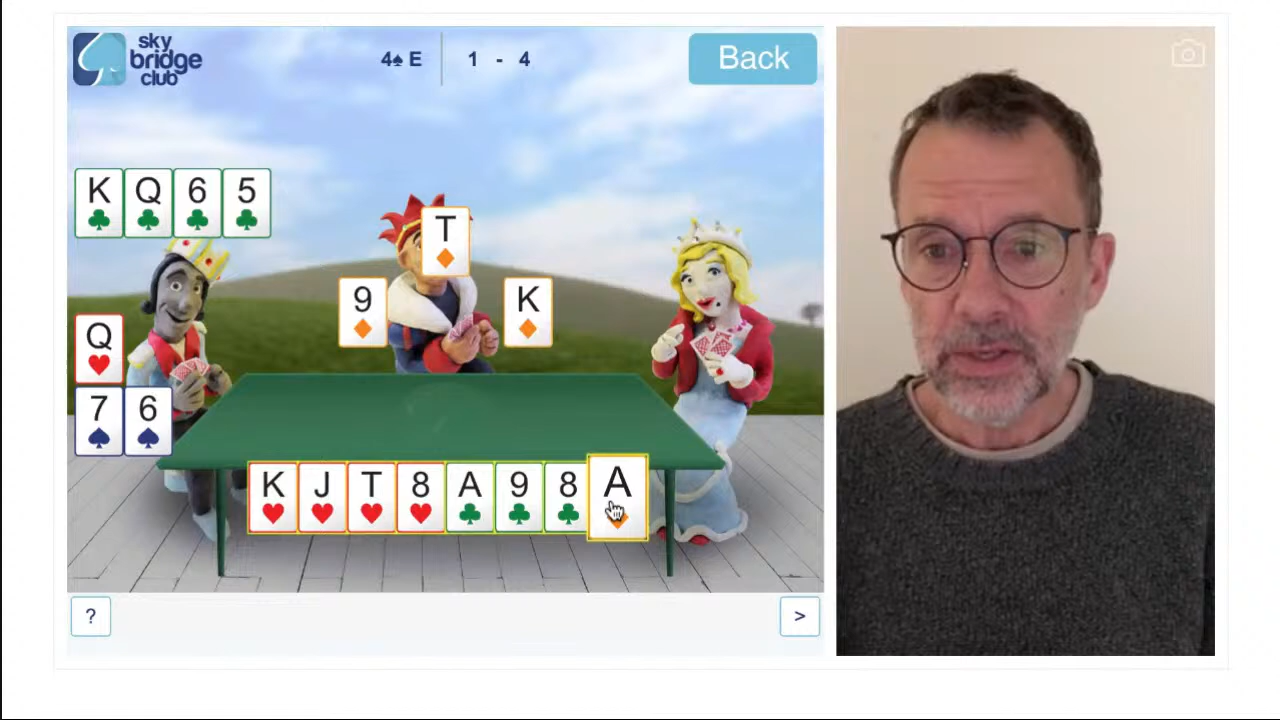 sky
bridge
club
4♠ E
1 - 4
Back
K Q 6 5
T
9 K
Q
7 6
K J T 8 A 9 8 A
? >